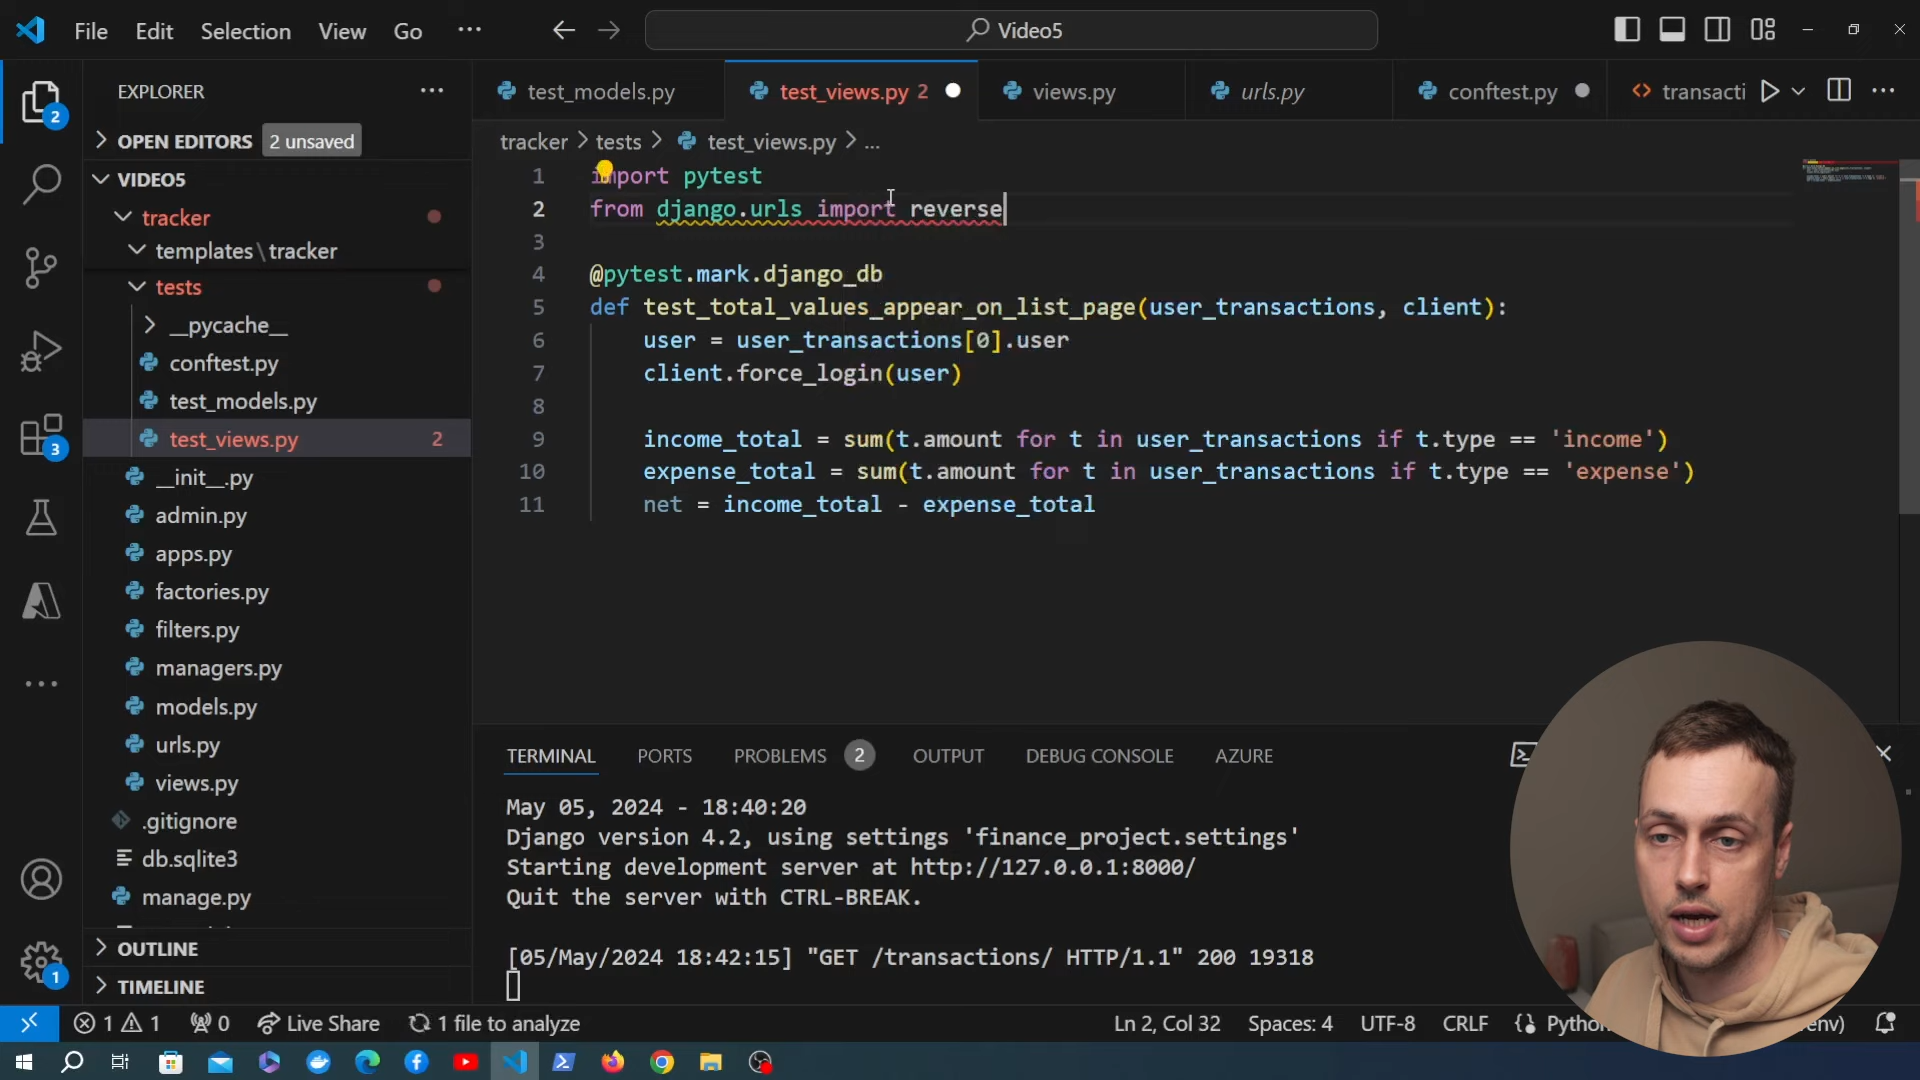 File Edit Selection View Go ··· Video5
EXPLORER
OPEN EDITORS 2 unsaved
VIDEO5
tracker
templates\tracker
tests
__pycache__
conftest.py
test_models.py
test_views.py 2
__init__.py
admin.py
apps.py
factories.py
filters.py
managers.py
models.py
urls.py
views.py
.gitignore
db.sqlite3
manage.py
OUTLINE
TIMELINE
2
3
1
test_models.py test_views.py 2 views.py urls.py conftest.py transacti
tracker > tests > test_views.py > ...
1 import pytest
2 from django.urls import reverse
3
4 @pytest.mark.django_db
5 def test_total_values_appear_on_list_page(user_transactions, client):
6 user = user_transactions[0].user
7 client.force_login(user)
8
9 income_total = sum(t.amount for t in user_transactions if t.type == 'income')
10 expense_total = sum(t.amount for t in user_transactions if t.type == 'expense')
11 net = income_total - expense_total
TERMINAL PORTS PROBLEMS 2 OUTPUT DEBUG CONSOLE AZURE
May 05, 2024 - 18:40:20
Django version 4.2, using settings 'finance_project.settings'
Starting development server at http://127.0.0.1:8000/
Quit the server with CTRL-BREAK.
[05/May/2024 18:42:15] "GET /transactions/ HTTP/1.1" 200 19318
1 1 0 Live Share 1 file to analyze Ln 2, Col 32 Spaces: 4 UTF-8 CRLF Python env)